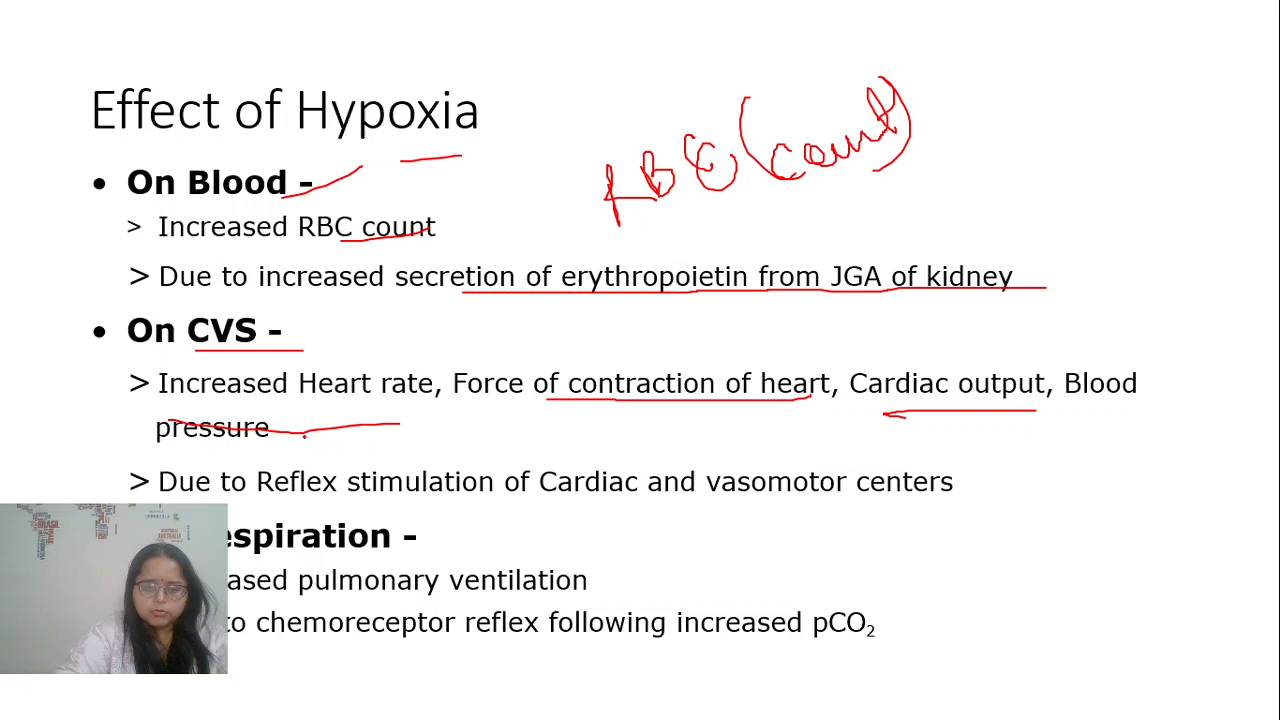 Effect of Hypoxia
RBC (Count)
• On Blood -
> Increased RBC count
> Due to increased secretion of erythropoietin from JGA of kidney
• On CVS -
> Increased Heart rate, Force of contraction of heart, Cardiac output, Blood
pressure
> Due to Reflex stimulation of Cardiac and vasomotor centers
espiration -
ased pulmonary ventilation
to chemoreceptor reflex following increased pCO₂
BRASIL